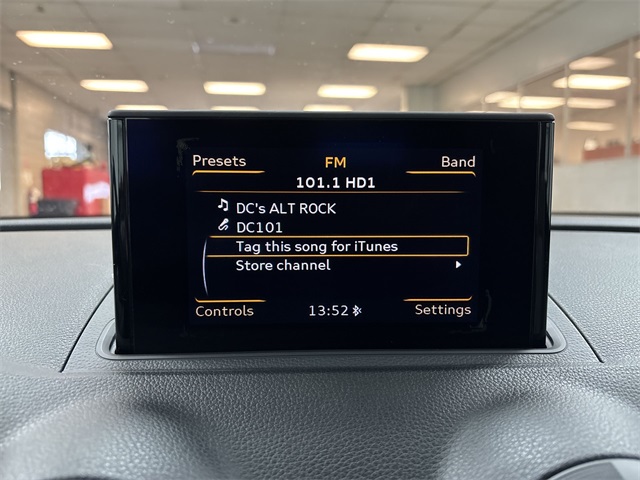 Presets FM Band
101.1 HD1
DC's ALT ROCK
DC101
Tag this song for iTunes
Store channel
Controls 13:52 Settings